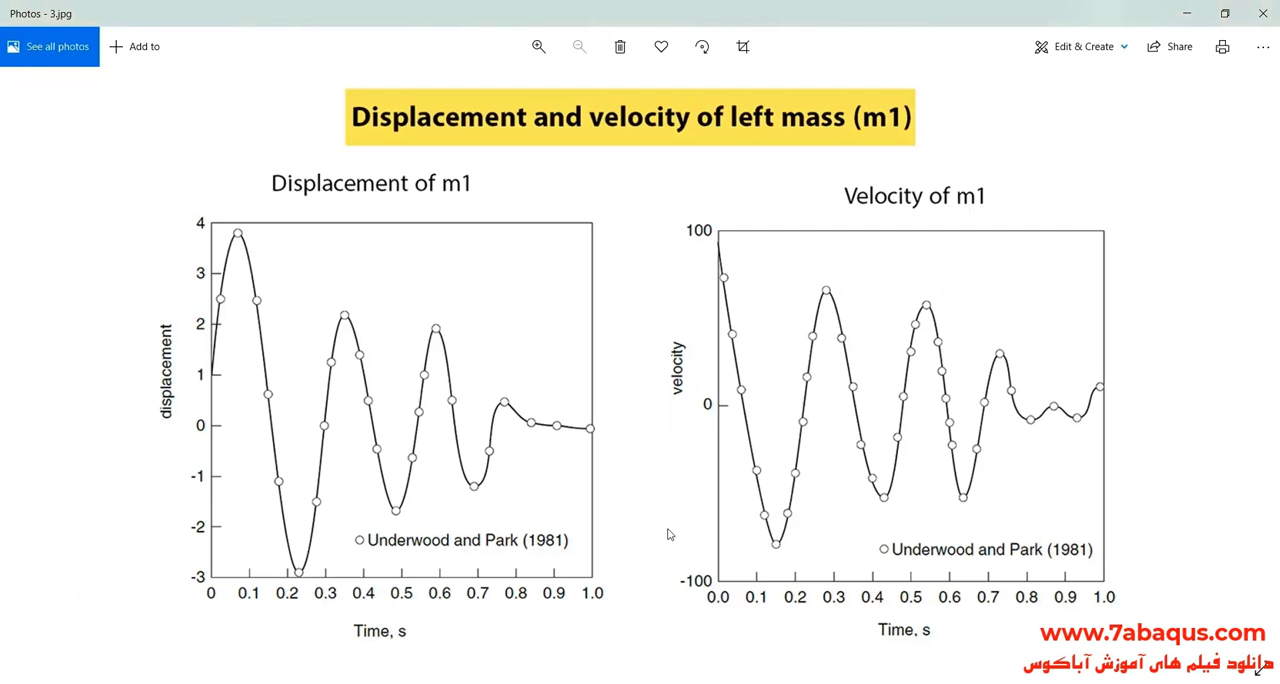 Photos - 3.jpg
See all photos
Add to
Edit & Create
Share
Displacement and velocity of left mass (m1)
Displacement of m1
displacement
4
3
2
1
0
-1
-2
-3
Underwood and Park (1981)
0 0.1 0.2 0.3 0.4 0.5 0.6 0.7 0.8 0.9 1.0
Time, s
Velocity of m1
velocity
100
0
-100
Underwood and Park (1981)
0.0 0.1 0.2 0.3 0.4 0.5 0.6 0.7 0.8 0.9 1.0
Time, s
www.7abaqus.com
دانلود فیلم های آموزش آباکوس